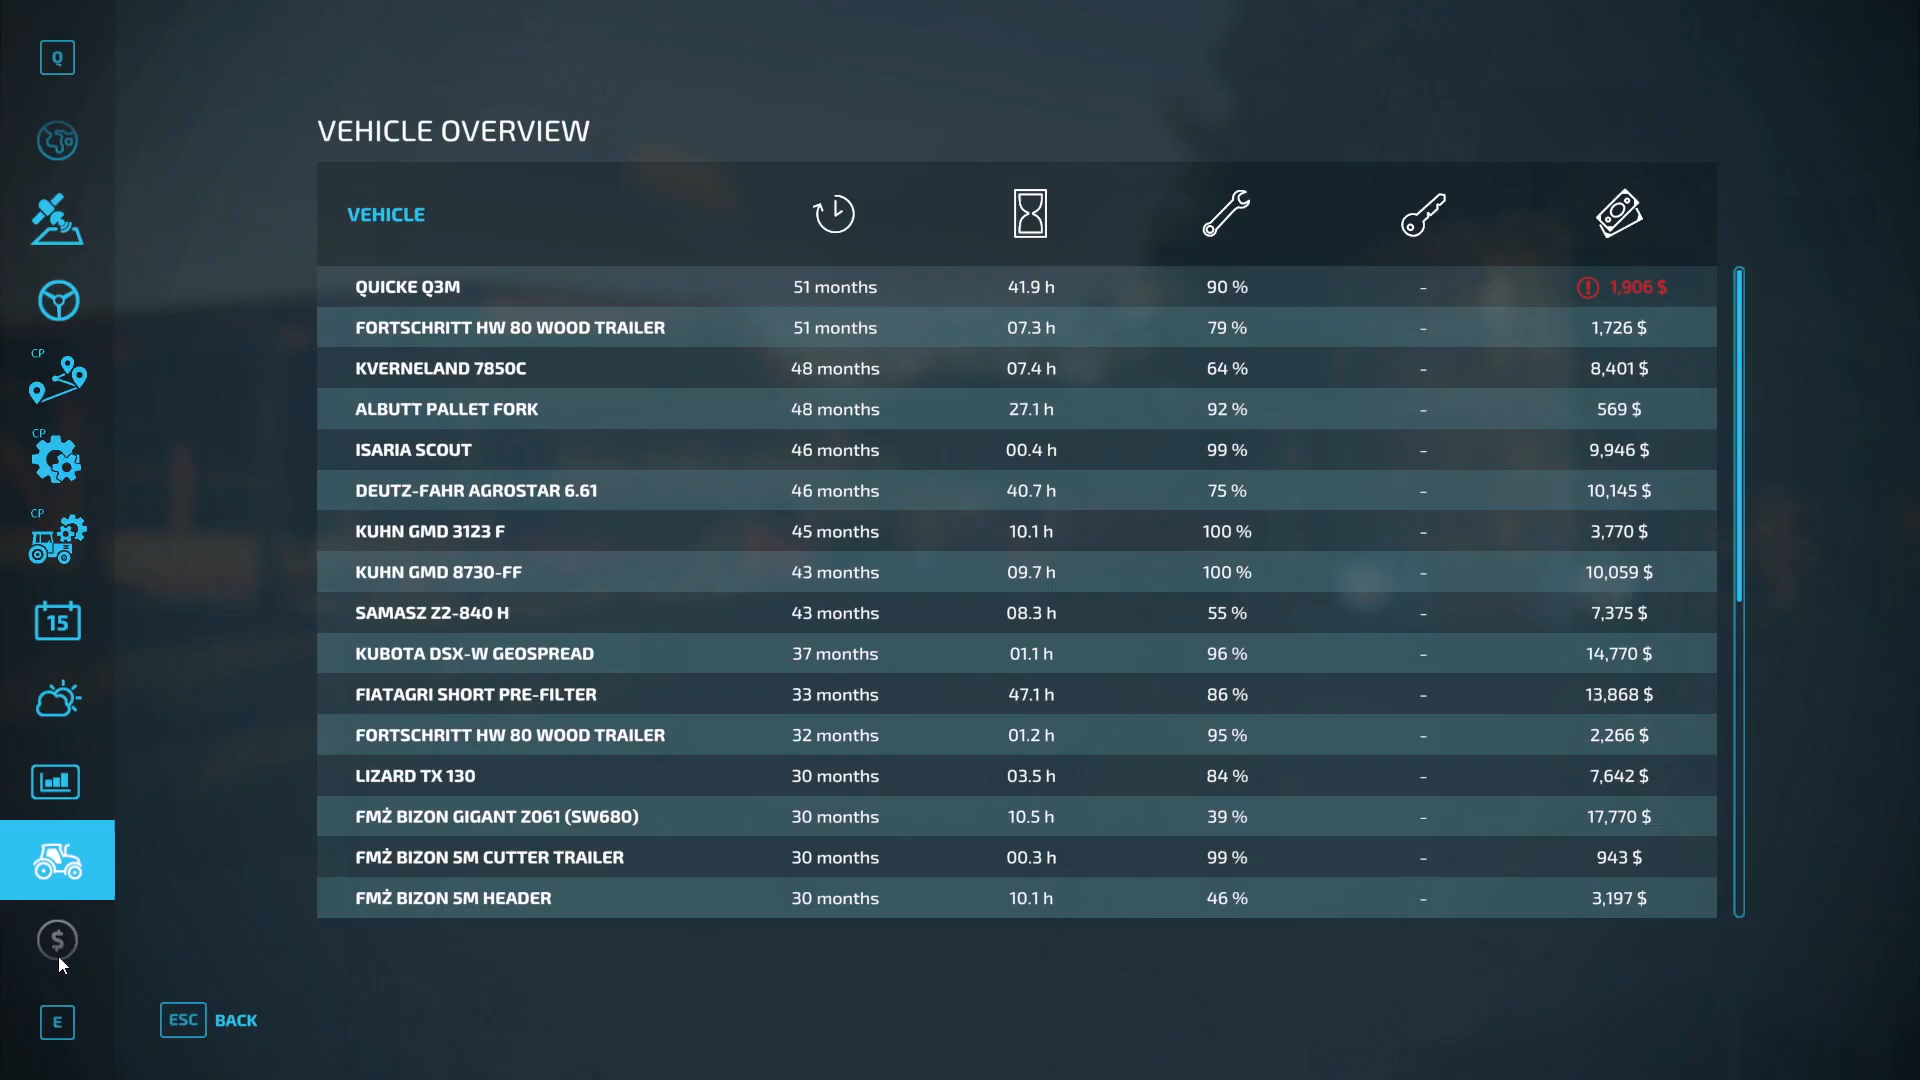 Q
VEHICLE OVERVIEW
VEHICLE
QUICKE Q3M 51 months 41.9 h 90 % - 1,906 $
FORTSCHRITT HW 80 WOOD TRAILER 51 months 07.3 h 79 % - 1,726 $
KVERNELAND 7850C 48 months 07.4 h 64 % - 8,401 $
ALBUTT PALLET FORK 48 months 27.1 h 92 % - 569 $
ISARIA SCOUT 46 months 00.4 h 99 % - 9,946 $
DEUTZ-FAHR AGROSTAR 6.61 46 months 40.7 h 75 % - 10,145 $
KUHN GMD 3123 F 45 months 10.1 h 100 % - 3,770 $
KUHN GMD 8730-FF 43 months 09.7 h 100 % - 10,059 $
SAMASZ Z2-840 H 43 months 08.3 h 55 % - 7,375 $
KUBOTA DSX-W GEOSPREAD 37 months 01.1 h 96 % - 14,770 $
FIATAGRI SHORT PRE-FILTER 33 months 47.1 h 86 % - 13,868 $
FORTSCHRITT HW 80 WOOD TRAILER 32 months 01.2 h 95 % - 2,266 $
LIZARD TX 130 30 months 03.5 h 84 % - 7,642 $
FMŻ BIZON GIGANT Z061 (SW680) 30 months 10.5 h 39 % - 17,770 $
FMŻ BIZON 5M CUTTER TRAILER 30 months 00.3 h 99 % - 943 $
FMŻ BIZON 5M HEADER 30 months 10.1 h 46 % - 3,197 $
CP
CP
CP
15
$
E
ESC BACK